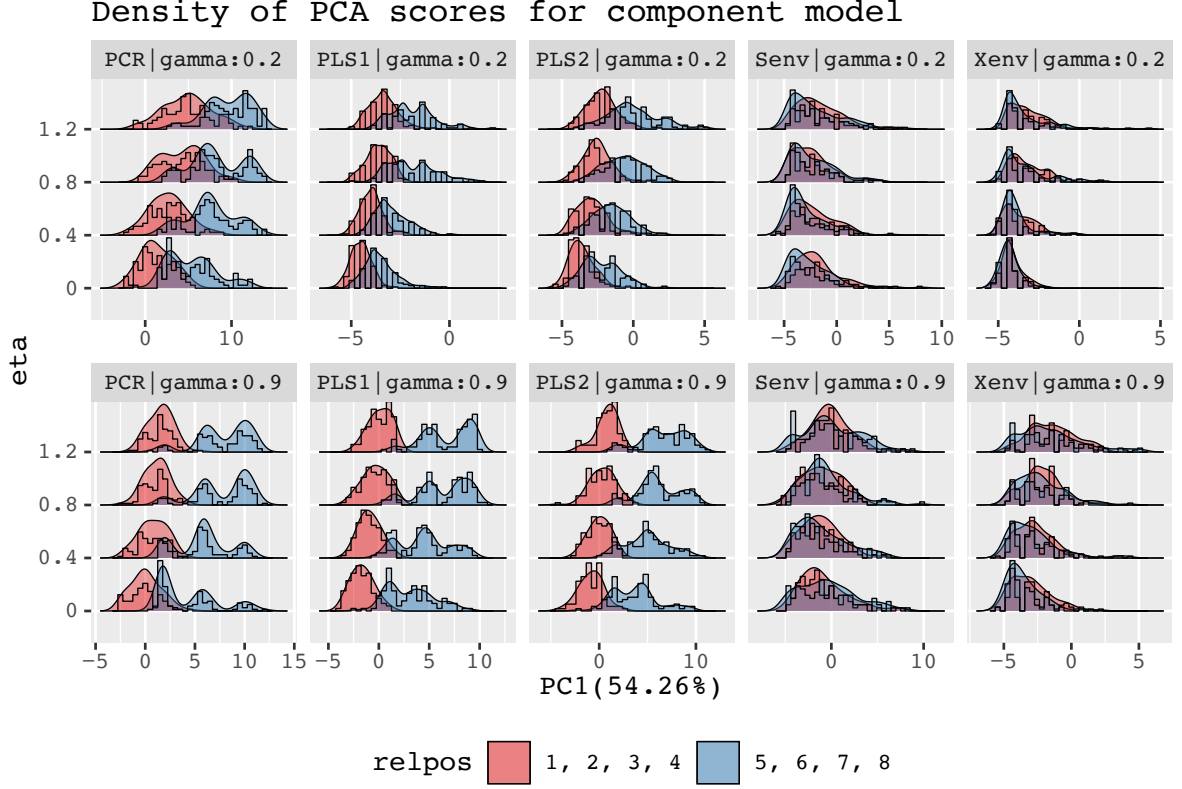 Density of PCA scores for component model
PCR|gamma:0.2 PLS1|gamma:0.2 PLS2|gamma:0.2 Senv|gamma:0.2 Xenv|gamma:0.2
1.2
0.8
0.4
0
0 10 −5 0 −5 0 5 −5 0 5 10 −5 0 5
eta
PCR|gamma:0.9 PLS1|gamma:0.9 PLS2|gamma:0.9 Senv|gamma:0.9 Xenv|gamma:0.9
1.2
0.8
0.4
0
−5 0 5 10 15 −5 0 5 10 0 10 0 10 −5 0 5
PC1(54.26%)
relpos 1, 2, 3, 4 5, 6, 7, 8